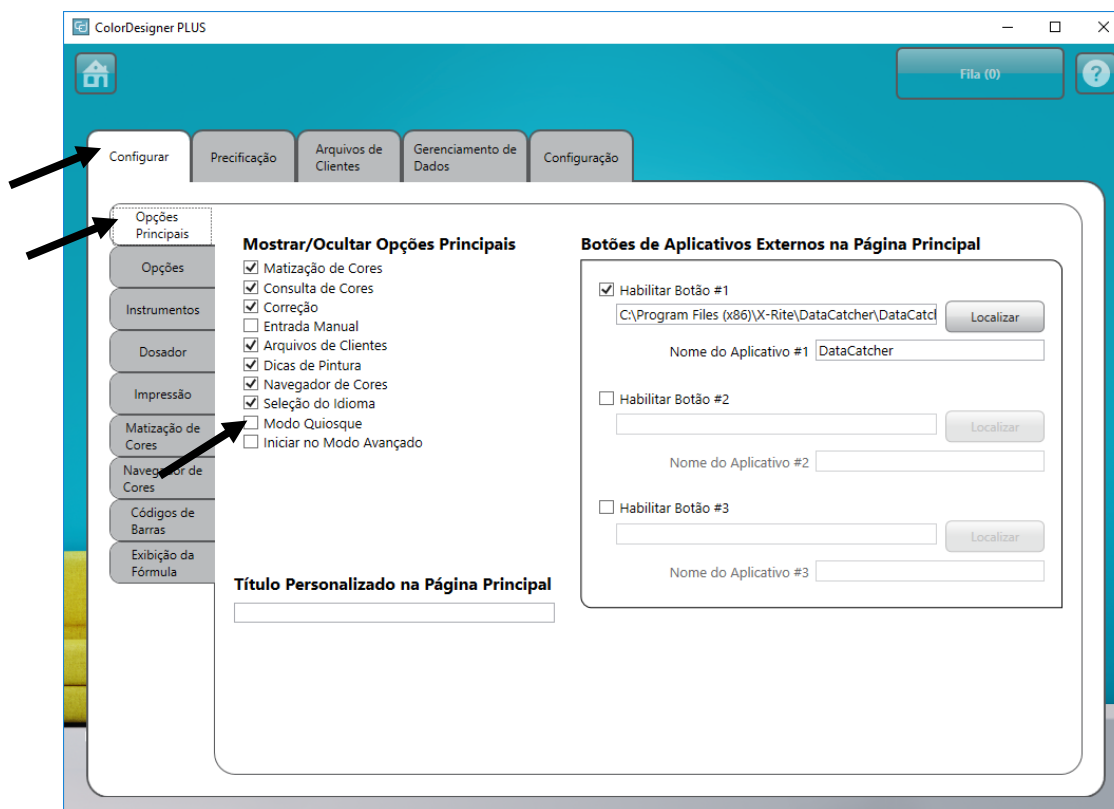 ColorDesigner PLUS
Fila (0)
?
Configurar
Precificação
Arquivos de
Clientes
Gerenciamento de
Dados
Configuração
Opções
Principais
Opções
Instrumentos
Dosador
Impressão
Matização de
Cores
Navegador de
Cores
Códigos de
Barras
Exibição da
Fórmula
Mostrar/Ocultar Opções Principais
Matização de Cores
Consulta de Cores
Correção
Entrada Manual
Arquivos de Clientes
Dicas de Pintura
Navegador de Cores
Seleção do Idioma
Modo Quiosque
Iniciar no Modo Avançado
Título Personalizado na Página Principal
Botões de Aplicativos Externos na Página Principal
Habilitar Botão #1
C:\Program Files (x86)\X-Rite\DataCatcher\DataCatcl
Localizar
Nome do Aplicativo #1 DataCatcher
Habilitar Botão #2
Localizar
Nome do Aplicativo #2
Habilitar Botão #3
Localizar
Nome do Aplicativo #3